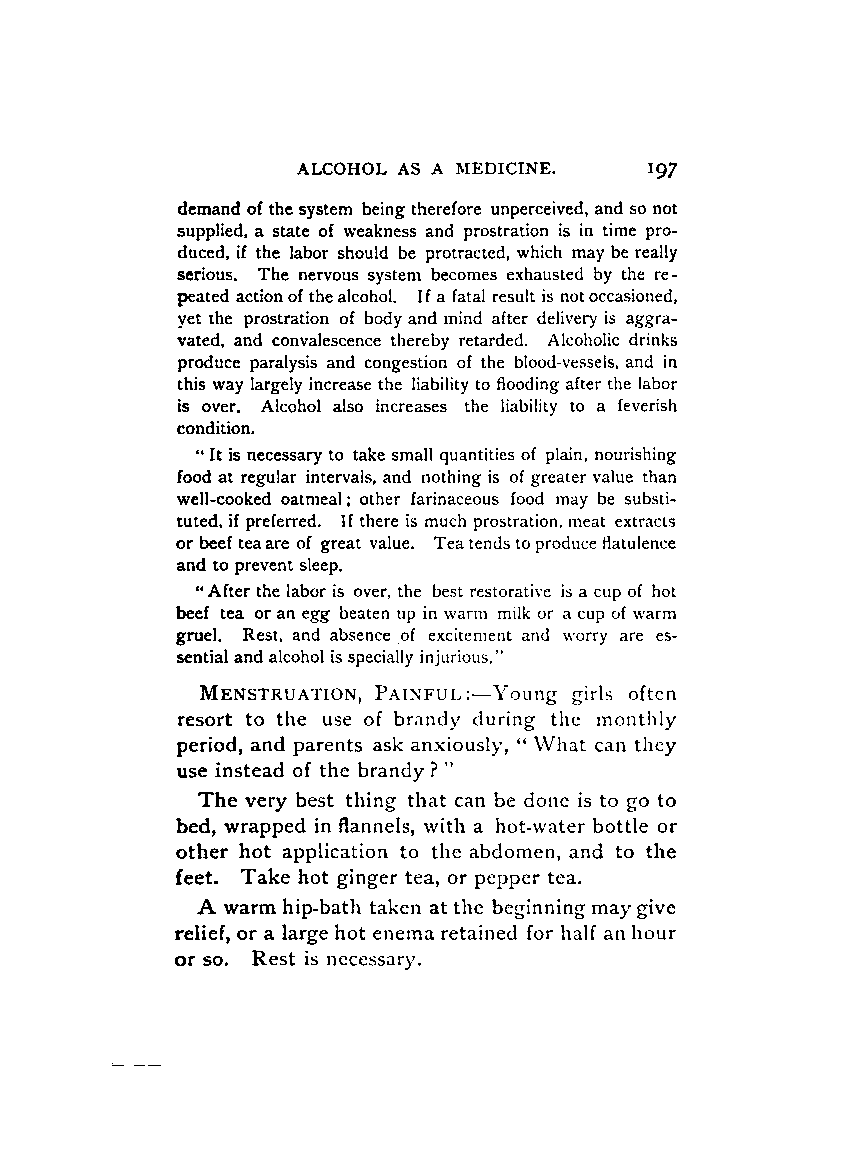 ALCOHOL AS A MEDICINE. 197
demand of the system being therefore unperceived, and so not
supplied, a state of weakness and prostration is in time pro-
duced, if the labor should be protracted, which may be really
serious. The nervous system becomes exhausted by the re-
peated action of the alcohol. If a fatal result is not occasioned,
yet the prostration of body and mind after delivery is aggra-
vated, and convalescence thereby retarded. Alcoholic drinks
produce paralysis and congestion of the blood-vessels, and in
this way largely increase the liability to flooding after the labor
is over. Alcohol also increases the liability to a feverish
condition.
“ It is necessary to take small quantities of plain, nourishing
food at regular intervals, and nothing is of greater value than
well-cooked oatmeal ; other farinaceous food may be substi-
tuted, if preferred. If there is much prostration, meat extracts
or beef tea are of great value. Tea tends to produce flatulence
and to prevent sleep.
“ After the labor is over, the best restorative is a cup of hot
beef tea or an egg beaten up in warm milk or a cup of warm
gruel. Rest, and absence of excitement and worry are es-
sential and alcohol is specially injurious.”
MENSTRUATION, PAINFUL :—Young girls often
resort to the use of brandy during the monthly
period, and parents ask anxiously, “ What can they
use instead of the brandy ? ”
The very best thing that can be done is to go to
bed, wrapped in flannels, with a hot-water bottle or
other hot application to the abdomen, and to the
feet. Take hot ginger tea, or pepper tea.
A warm hip-bath taken at the beginning may give
relief, or a large hot enema retained for half an hour
or so. Rest is necessary.